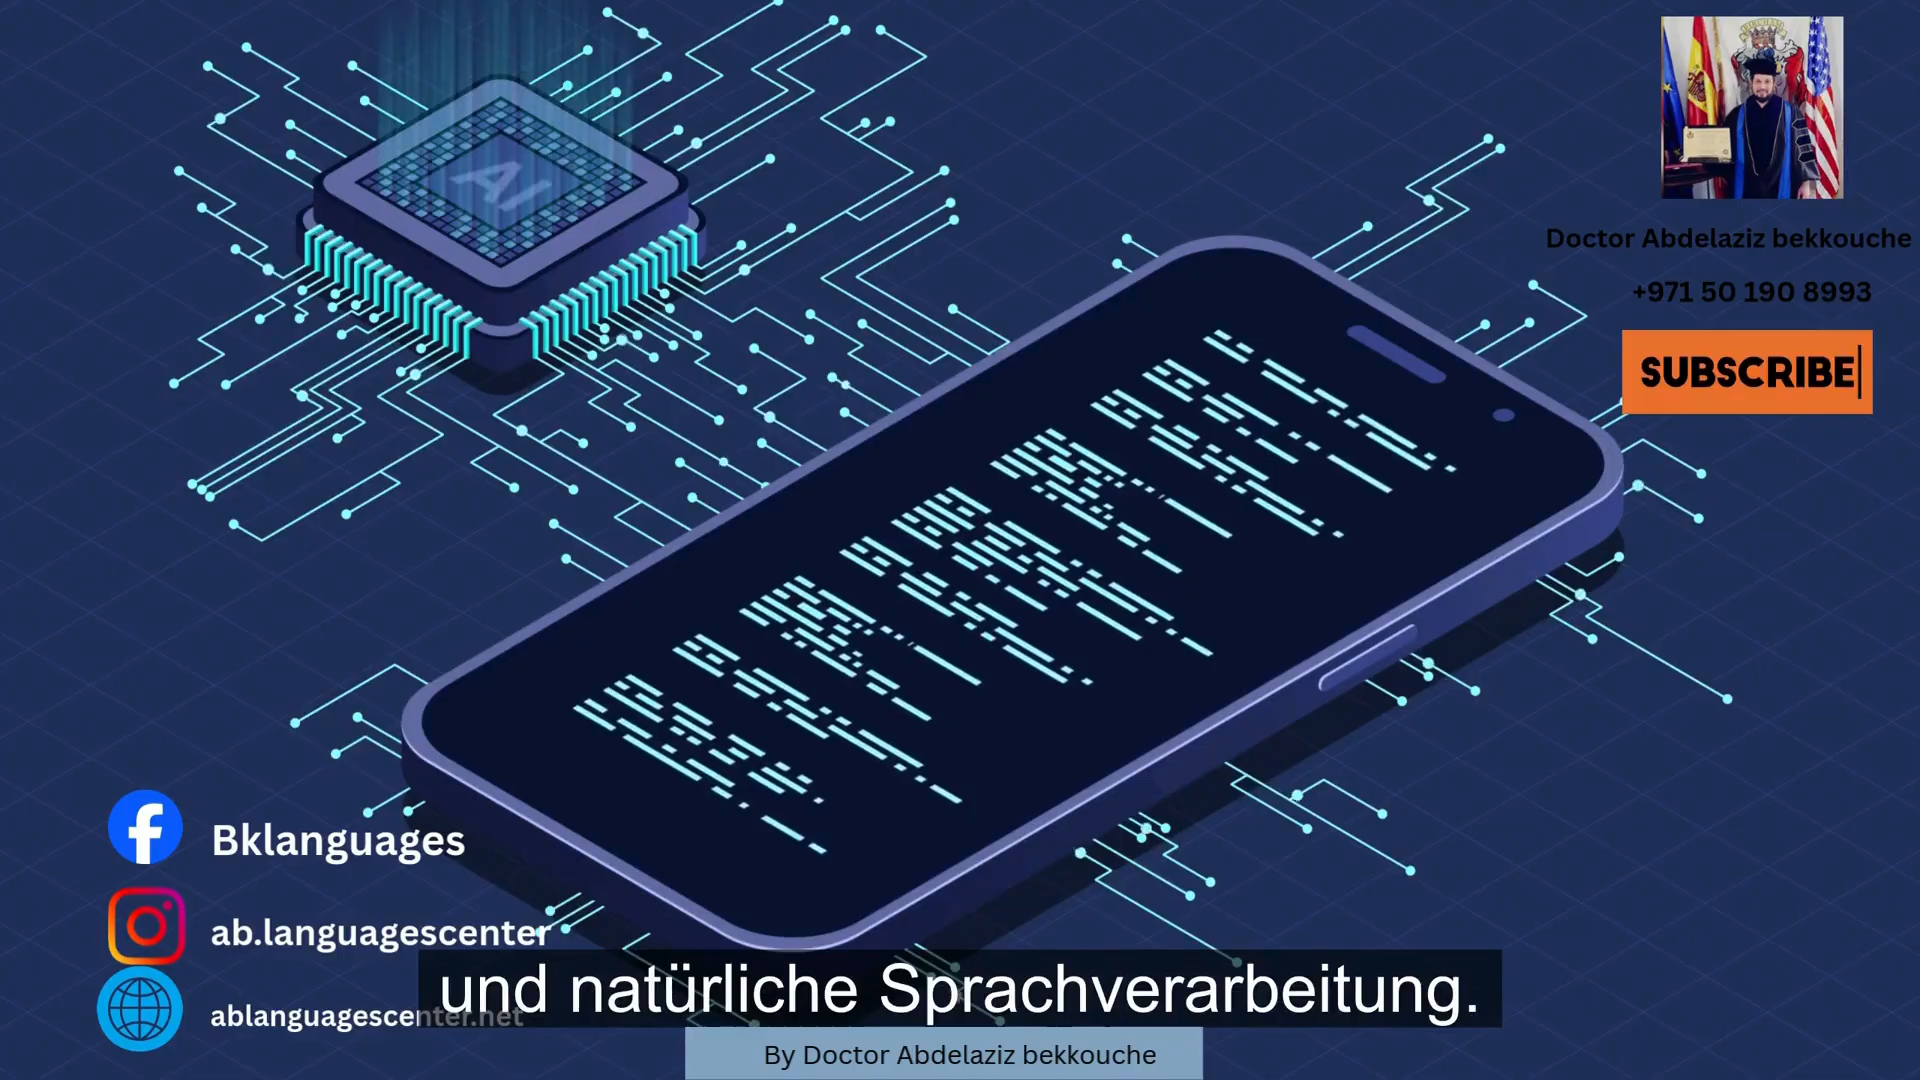 AI
Doctor Abdelaziz bekkouche
+971 50 190 8993
SUBSCRIBE
Bklanguages
ab.languagescenter
ablanguagescenter.net
und natürliche Sprachverarbeitung.
By Doctor Abdelaziz bekkouche